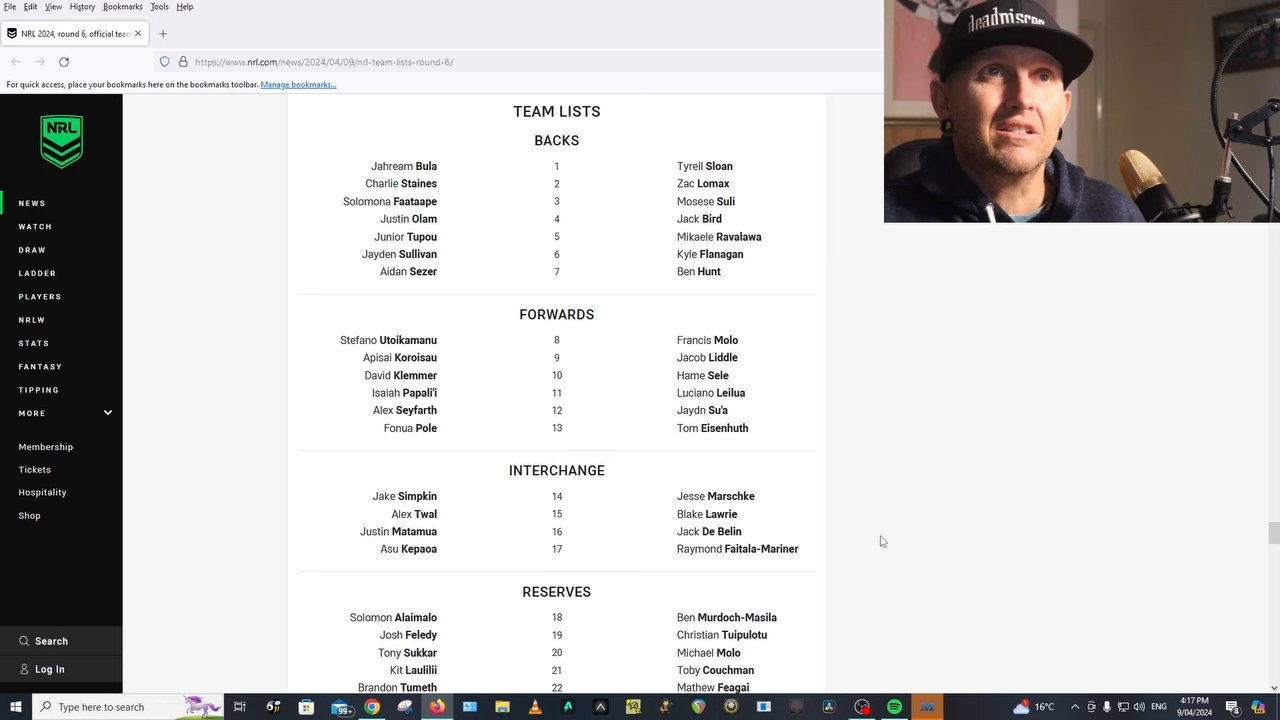 File Edit View History Bookmarks Tools Help
NRL 2024, round 6, official team
https://www.nrl.com/news/2024/04/09/nrl-team-lists-round-6/
For quick access, place your bookmarks here on the bookmarks toolbar. Manage bookmarks...
NRL
NEWS
WATCH
DRAW
LADDER
PLAYERS
NRLW
STATS
FANTASY
TIPPING
MORE
Membership
Tickets
Hospitality
Shop
Search
Log In
TEAM LISTS
BACKS
Jahream Bula 1 Tyrell Sloan
Charlie Staines 2 Zac Lomax
Solomona Faataape 3 Mosese Suli
Justin Olam 4 Jack Bird
Junior Tupou 5 Mikaele Ravalawa
Jayden Sullivan 6 Kyle Flanagan
Aidan Sezer 7 Ben Hunt
FORWARDS
Stefano Utoikamanu 8 Francis Molo
Apisai Koroisau 9 Jacob Liddle
David Klemmer 10 Hame Sele
Isaiah Papali'i 11 Luciano Leilua
Alex Seyfarth 12 Jaydn Su'a
Fonua Pole 13 Tom Eisenhuth
INTERCHANGE
Jake Simpkin 14 Jesse Marschke
Alex Twal 15 Blake Lawrie
Justin Matamua 16 Jack De Belin
Asu Kepaoa 17 Raymond Faitala-Mariner
RESERVES
Solomon Alaimalo 18 Ben Murdoch-Masila
Josh Feledy 19 Christian Tuipulotu
Tony Sukkar 20 Michael Molo
Kit Laulilii 21 Toby Couchman
Brandon Tumeth 22 Mathew Feagai
Type here to search
99+
16°C
ENG
4:17 PM
9/04/2024